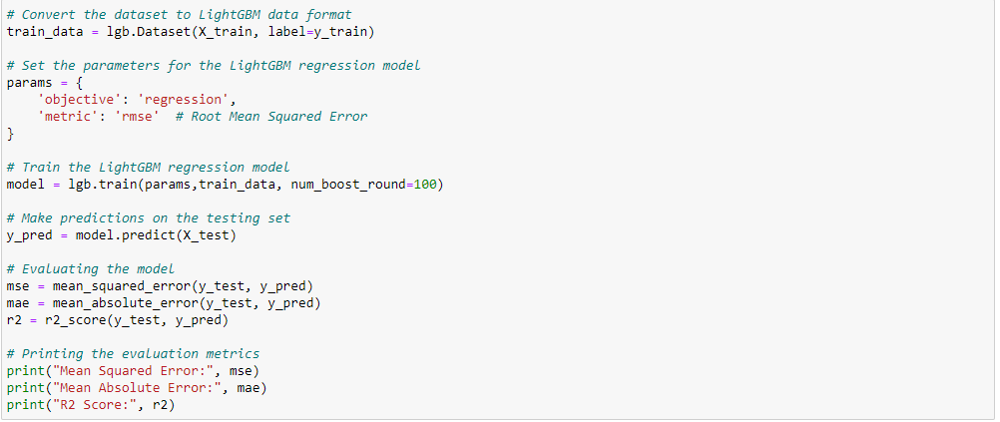 # Convert the dataset to LightGBM data format
train_data = lgb.Dataset(X_train, label=y_train)
# Set the parameters for the LightGBM regression model
params = {
    'objective': 'regression',
    'metric': 'rmse'  # Root Mean Squared Error
}
# Train the LightGBM regression model
model = lgb.train(params,train_data, num_boost_round=100)
# Make predictions on the testing set
y_pred = model.predict(X_test)
# Evaluating the model
mse = mean_squared_error(y_test, y_pred)
mae = mean_absolute_error(y_test, y_pred)
r2 = r2_score(y_test, y_pred)
# Printing the evaluation metrics
print("Mean Squared Error:", mse)
print("Mean Absolute Error:", mae)
print("R2 Score:", r2)